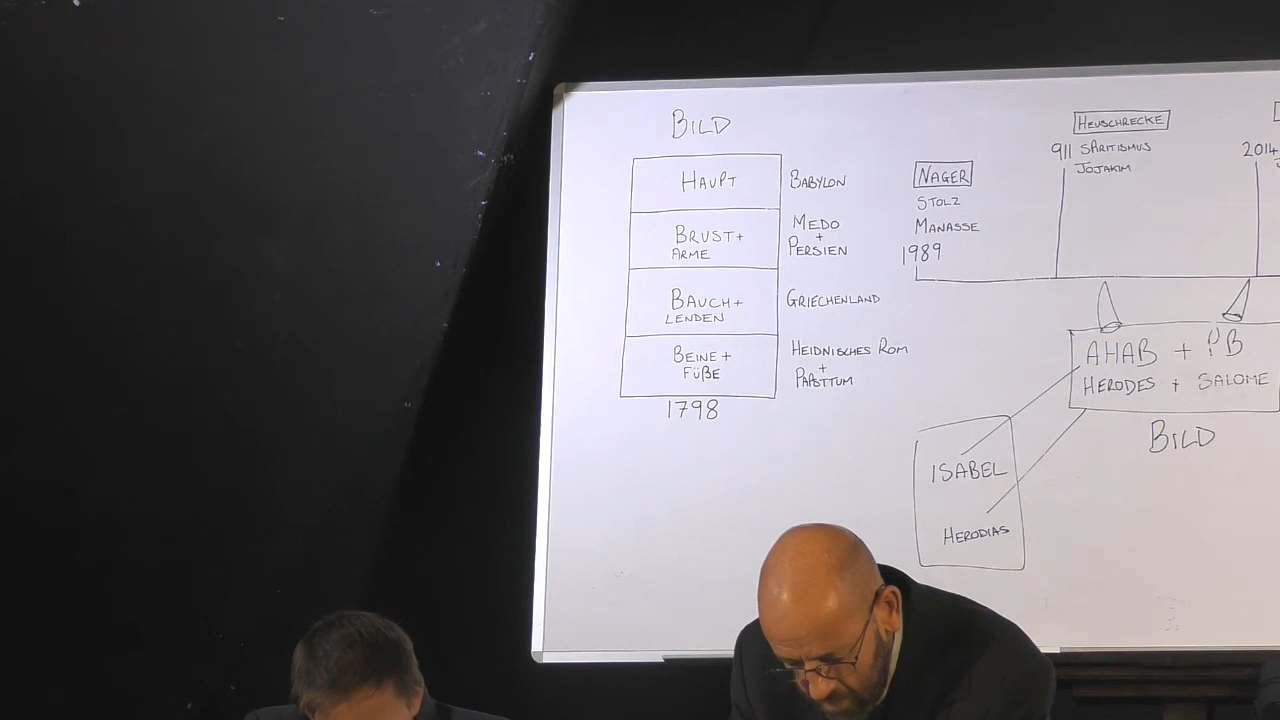 BILD
HAUPT BABYLON
BRUST+ MEDO
ARME +
PERSIEN
BAUCH+ GRIECHENLAND
LENDEN
BEINE+ HEIDNISCHES ROM
FÜẞE +
PAPSTTUM
1798
NAGER
STOLZ
MANASSE
1989
HEUSCHRECKE
911 SPIRITISMUS
JOJAKIM
2014
AHAB + ?B
HERODES + SALOME
BILD
ISABEL
HERODIAS